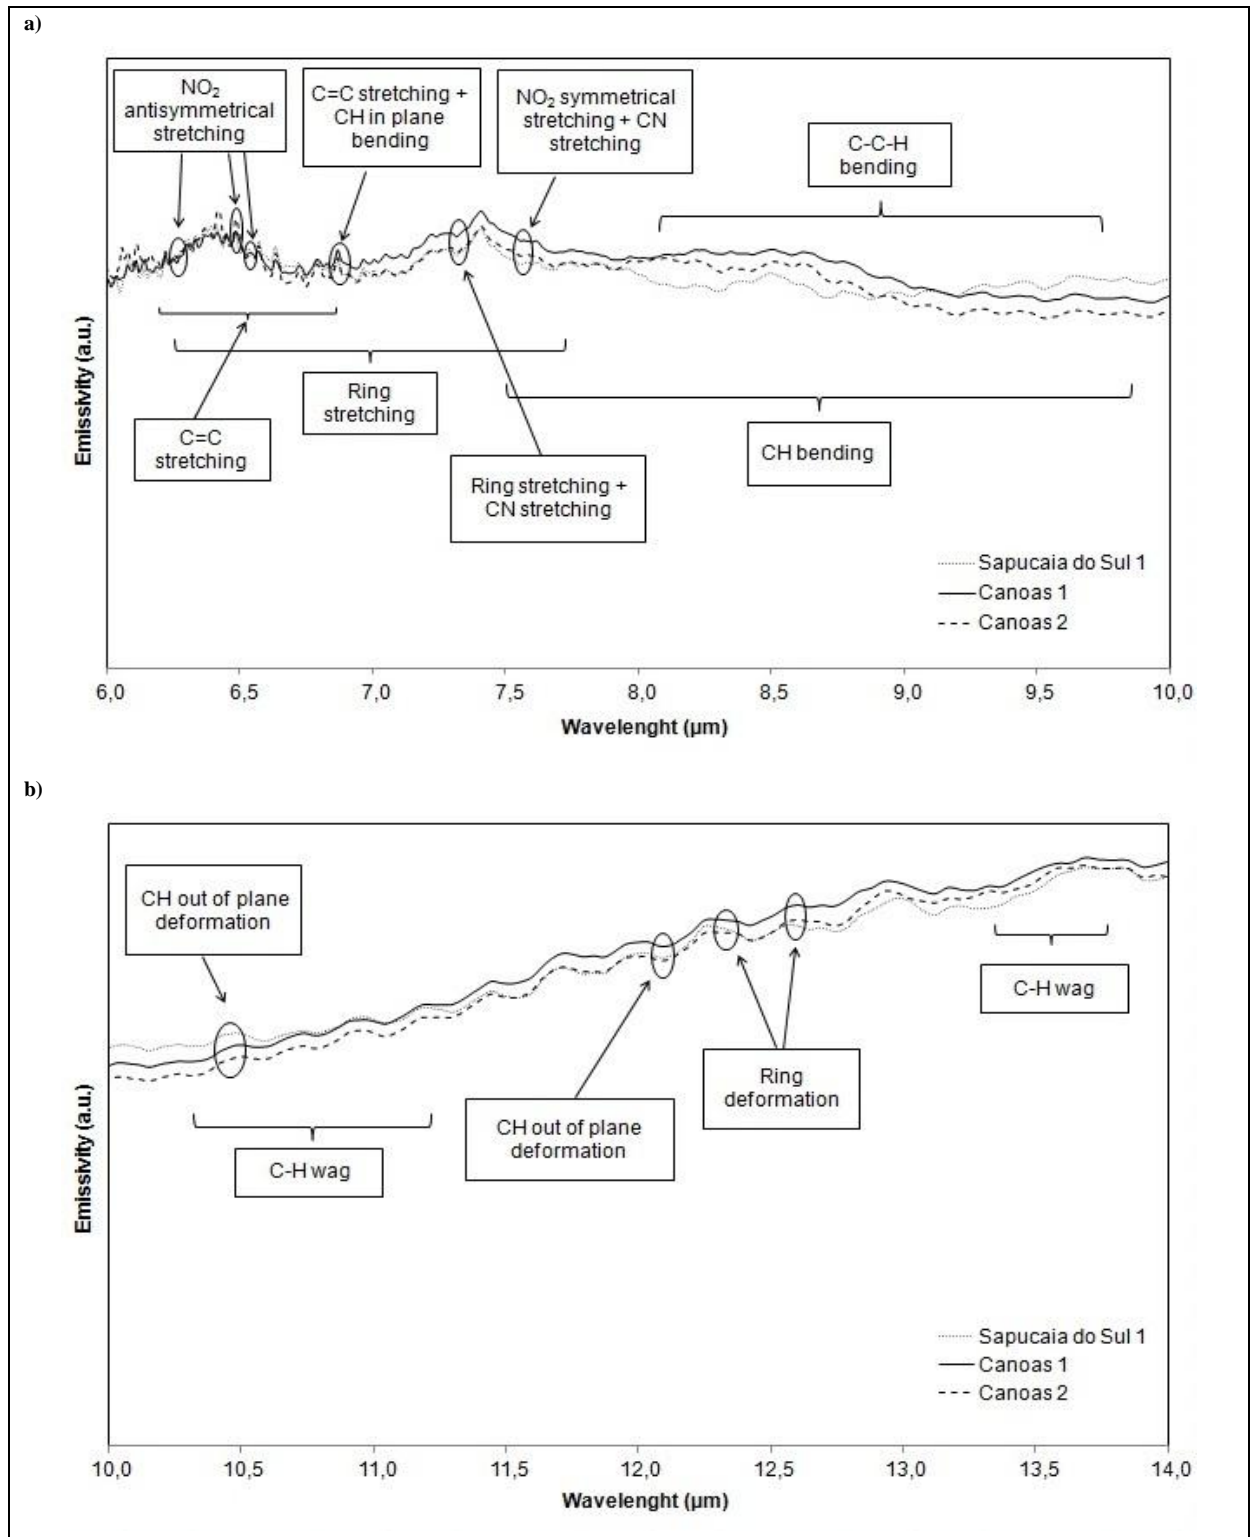 a)
NO₂
antisymmetrical
stretching
C=C stretching +
CH in plane
bending
NO₂ symmetrical
stretching + CN
stretching
C-C-H
bending
Ring
stretching
C=C
stretching
CH bending
Ring stretching +
CN stretching
Emissivity (a.u.)
Sapucaia do Sul 1
Canoas 1
Canoas 2
6,0 6,5 7,0 7,5 8,0 8,5 9,0 9,5 10,0
Wavelenght (µm)
b)
CH out of plane
deformation
C-H wag
Ring
deformation
CH out of plane
deformation
C-H wag
Emissivity (a.u.)
Sapucaia do Sul 1
Canoas 1
Canoas 2
10,0 10,5 11,0 11,5 12,0 12,5 13,0 13,5 14,0
Wavelenght (µm)